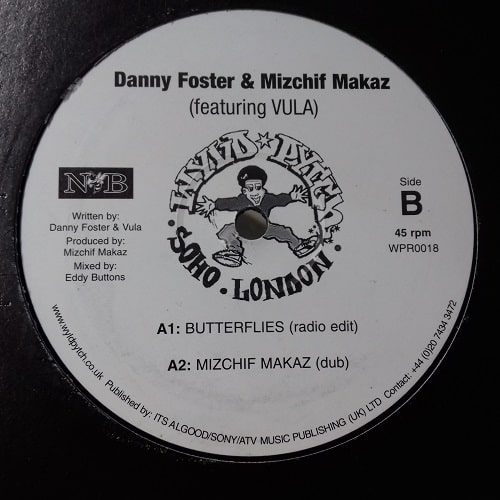 Danny Foster & Mizchif Makaz
(featuring VULA)
WYLD PYTCH
SOHO · LONDON
N B
Written by:
Danny Foster & Vula
Produced by:
Mizchif Makaz
Mixed by:
Eddy Buttons
Side
B
45 rpm
WPR0018
A1: BUTTERFLIES (radio edit)
A2: MIZCHIF MAKAZ (dub)
www.wyldpytch.co.uk
Published by: ITS ALGOOD/SONY/ATV MUSIC PUBLISHING (UK) LTD
Contact: +44 (0)20 7434 3472